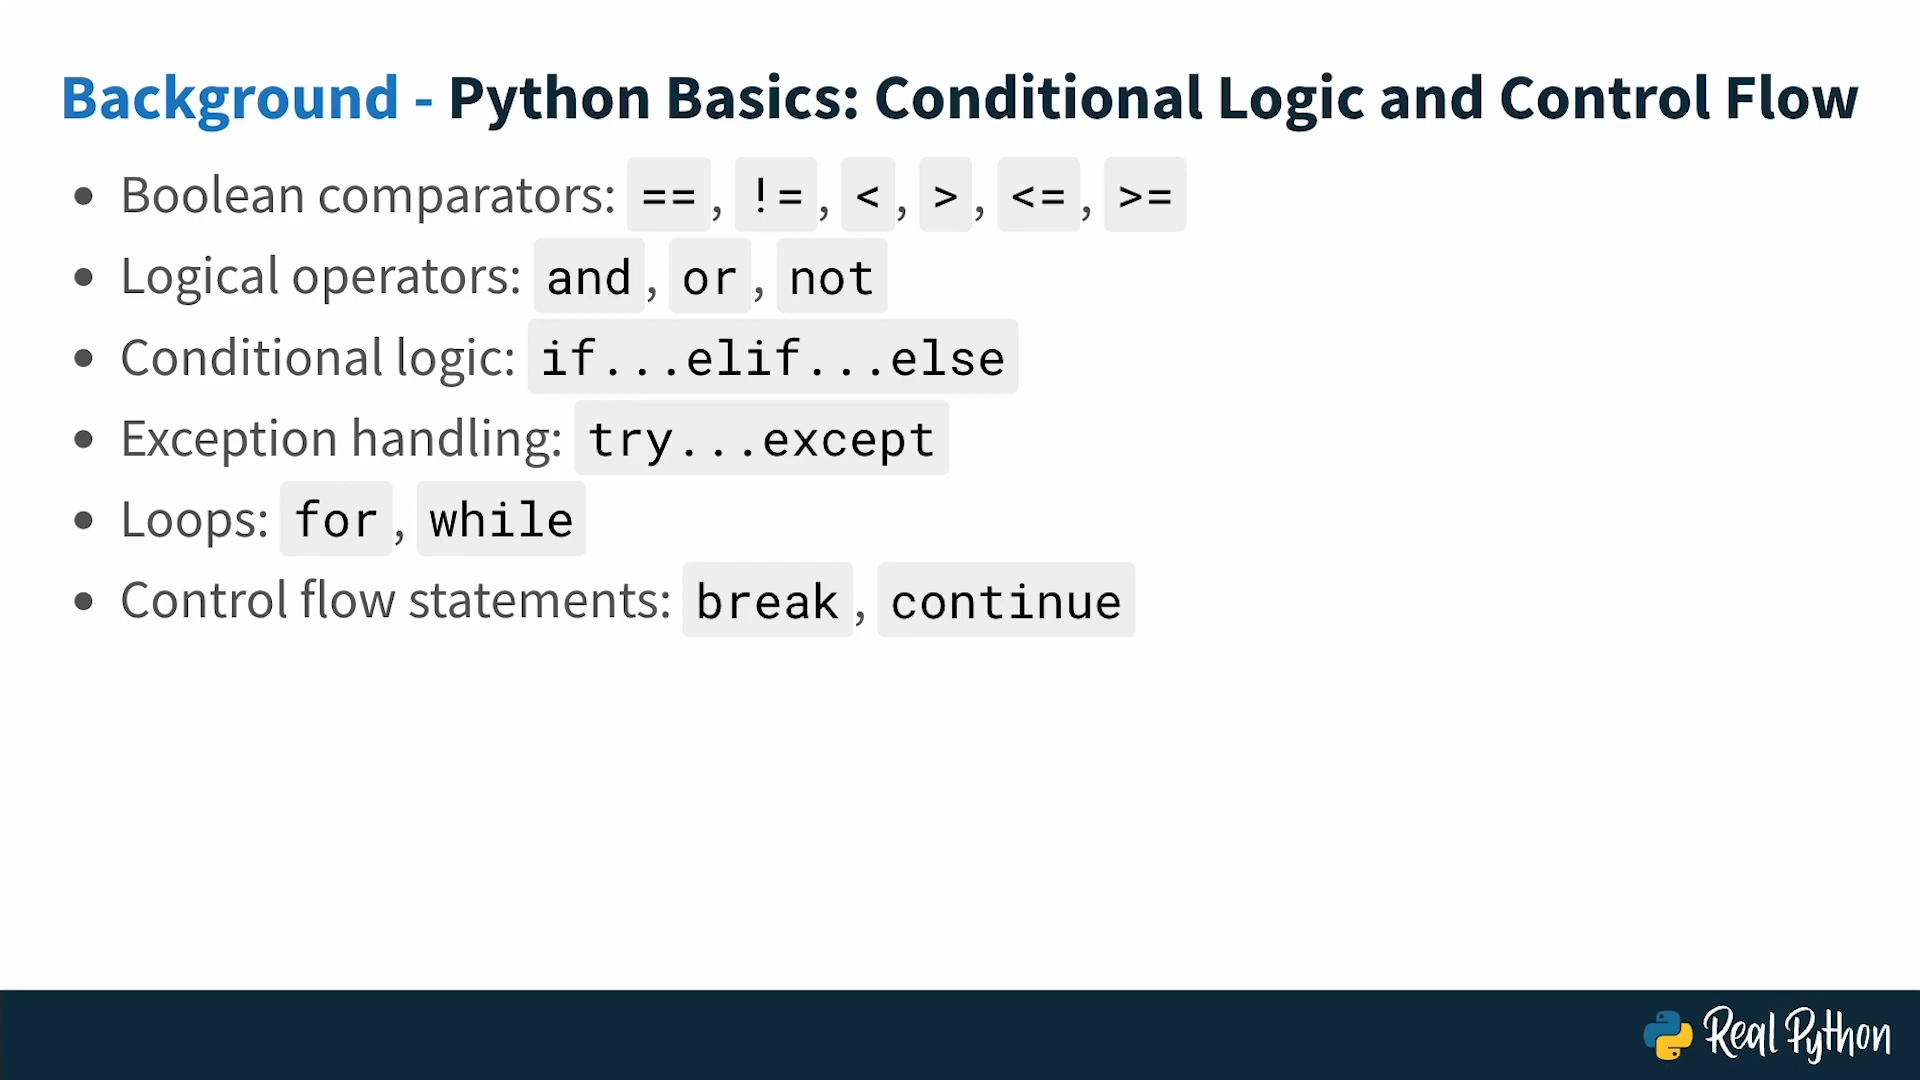 Background - Python Basics: Conditional Logic and Control Flow
• Boolean comparators: ==, !=, <, >, <=, >=
• Logical operators: and, or, not
• Conditional logic: if...elif...else
• Exception handling: try...except
• Loops: for, while
• Control flow statements: break, continue
Real Python